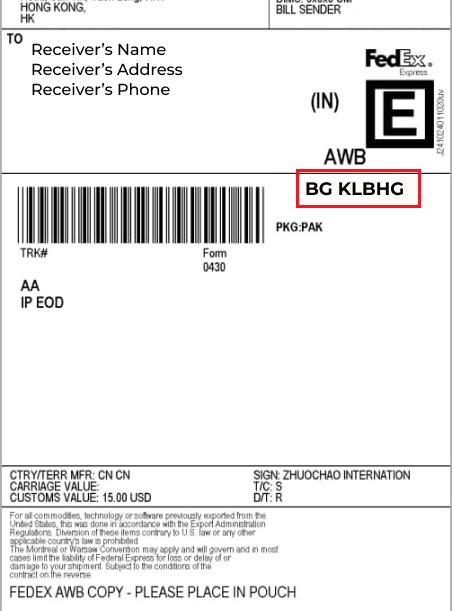 HONG KONG,
HK
BILL SENDER
TO
Receiver's Name
Receiver's Address
Receiver's Phone
FedEx®
Express
(IN)
E
AWB
BG KLBHG
PKG:PAK
TRK#
Form
0430
AA
IP EOD
CTRY/TERR MFR: CN CN
CARRIAGE VALUE:
CUSTOMS VALUE: 15.00 USD
SIGN: ZHUOCHAO INTERNATION
T/C: S
D/T: R
For all commodities, technology or software previously exported from the
United States, this was done in accordance with the Export Administration
Regulations. Diversion of these items contrary to U.S. law or any other
applicable country's law is prohibited.
The Montreal or Warsaw Convention may apply and will govern and in most
cases limit the liability of Federal Express for loss or delay of or
damage to your shipment. Subject to the conditions of the
contract on the reverse.
FEDEX AWB COPY - PLEASE PLACE IN POUCH